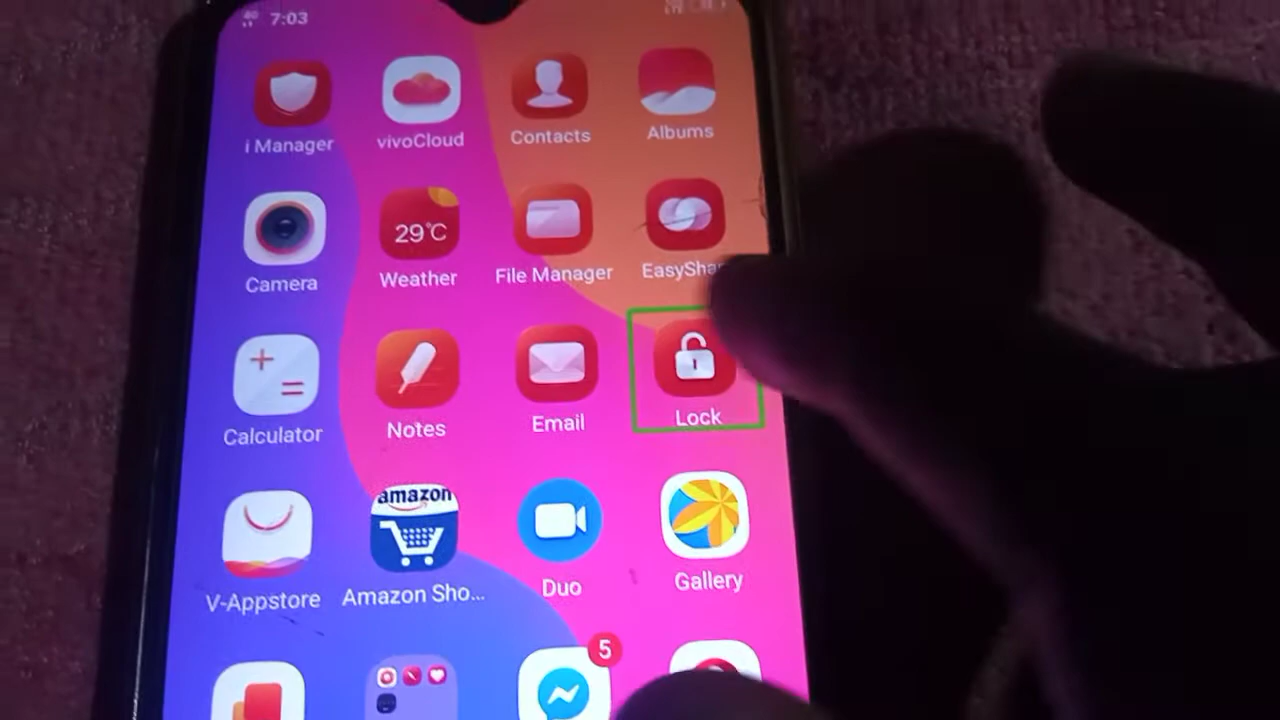 4G 7:03
i Manager vivoCloud Contacts Albums
29°C
Camera Weather File Manager EasyShar
Calculator Notes Email Lock
amazon
V-Appstore Amazon Sho... Duo Gallery
5